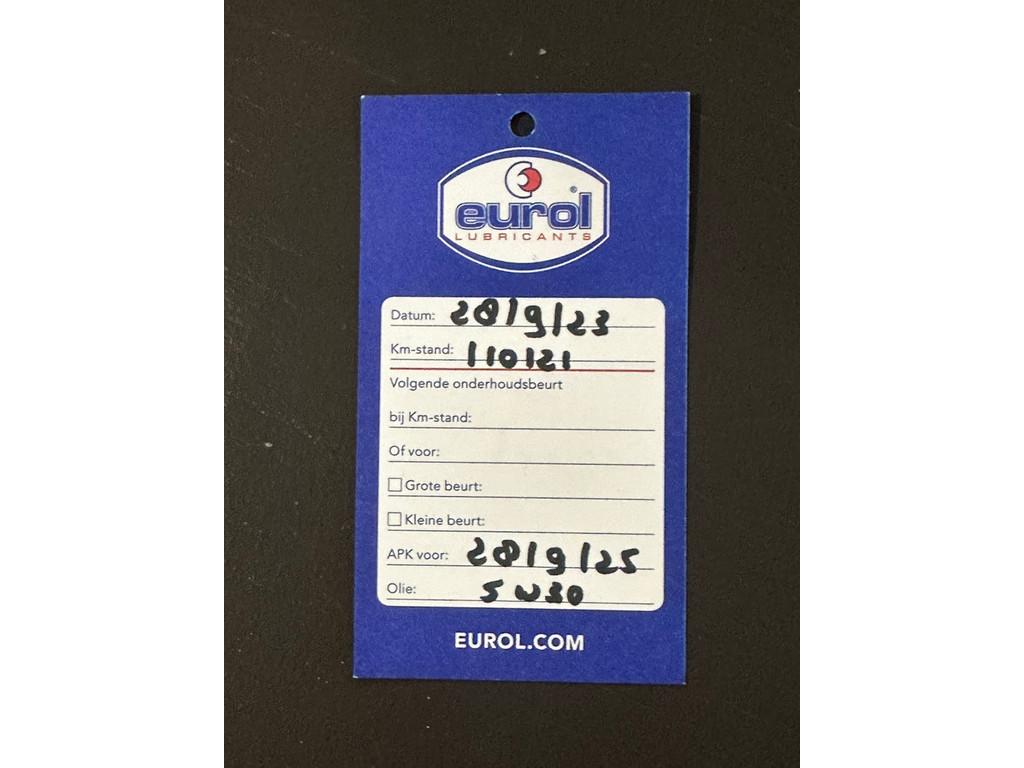 eurol®
LUBRICANTS
Datum: 28/9/23
Km-stand: 110121
Volgende onderhoudsbeurt
bij Km-stand:
Of voor:
Grote beurt:
Kleine beurt:
APK voor: 28/9/25
Olie: 5W30
EUROL.COM